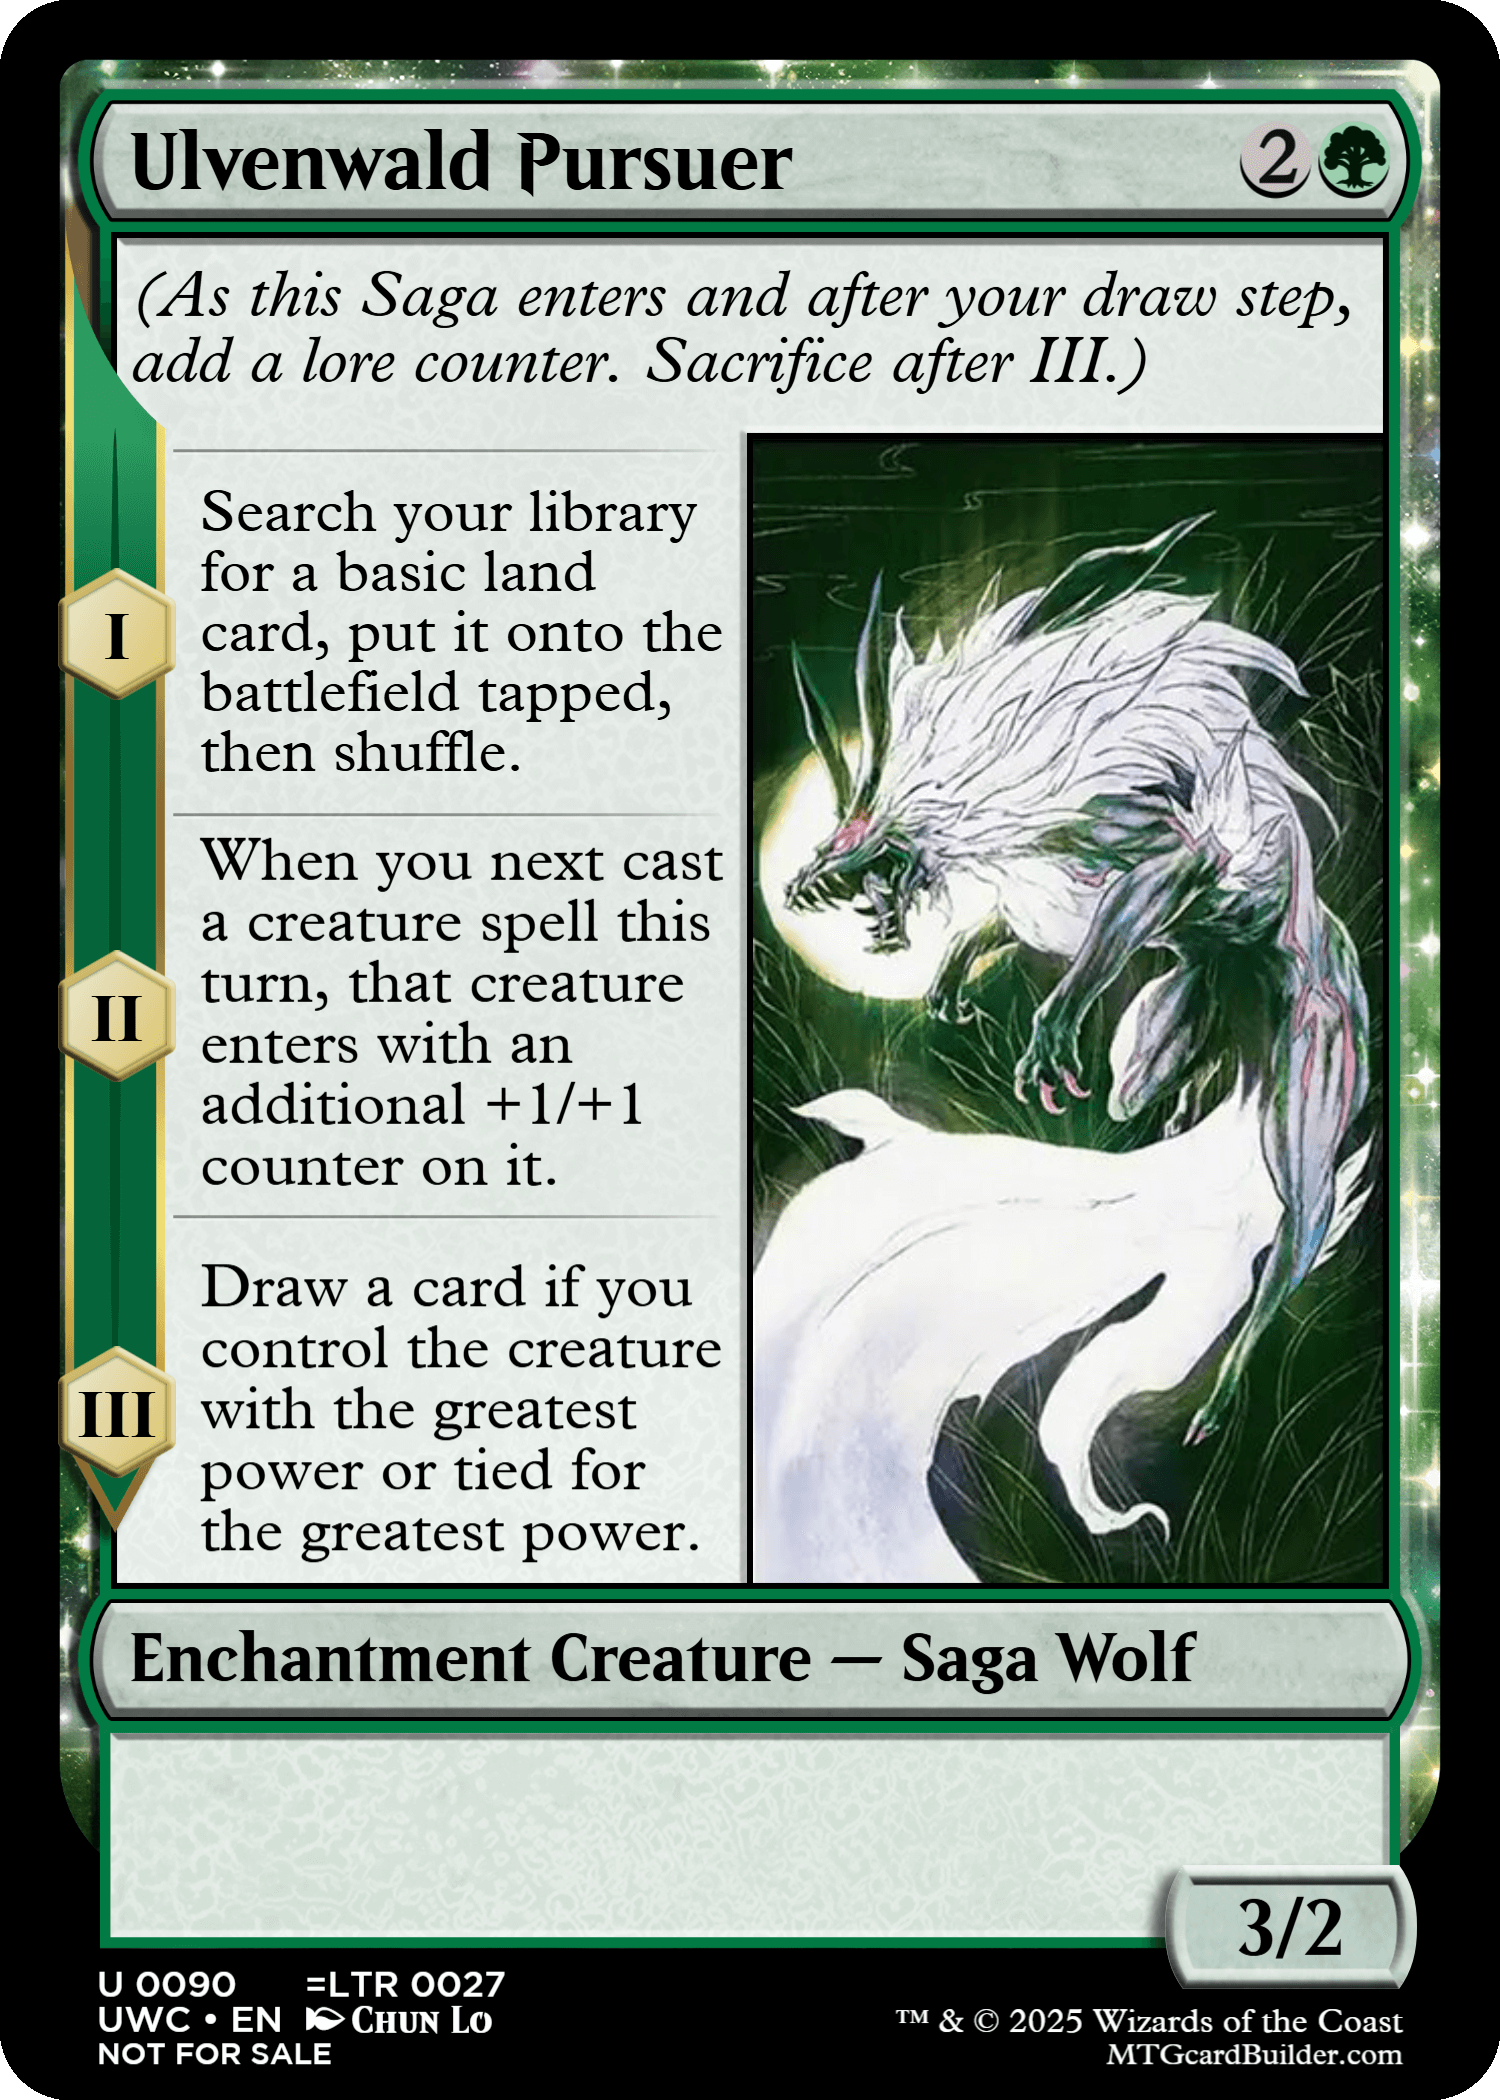 Ulvenwald Pursuer 2
(As this Saga enters and after your draw step,
add a lore counter. Sacrifice after III.)
I
Search your library
for a basic land
card, put it onto the
battlefield tapped,
then shuffle.
II
When you next cast
a creature spell this
turn, that creature
enters with an
additional +1/+1
counter on it.
III
Draw a card if you
control the creature
with the greatest
power or tied for
the greatest power.
Enchantment Creature — Saga Wolf
3/2
U 0090 =LTR 0027
UWC • EN Chun Lo
NOT FOR SALE
™ & © 2025 Wizards of the Coast
MTGcardBuilder.com